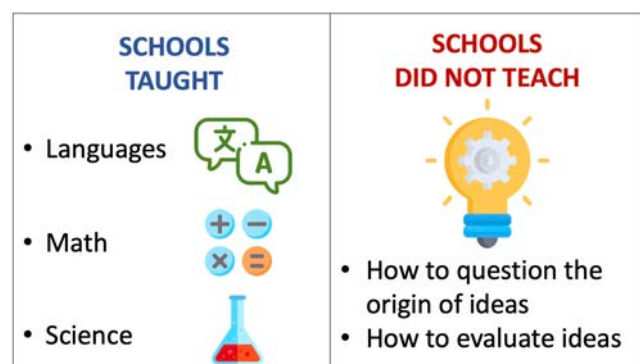 SCHOOLS
TAUGHT
• Languages
文
A
• Math
+ −
× =
• Science
SCHOOLS
DID NOT TEACH
• How to question the
origin of ideas
• How to evaluate ideas